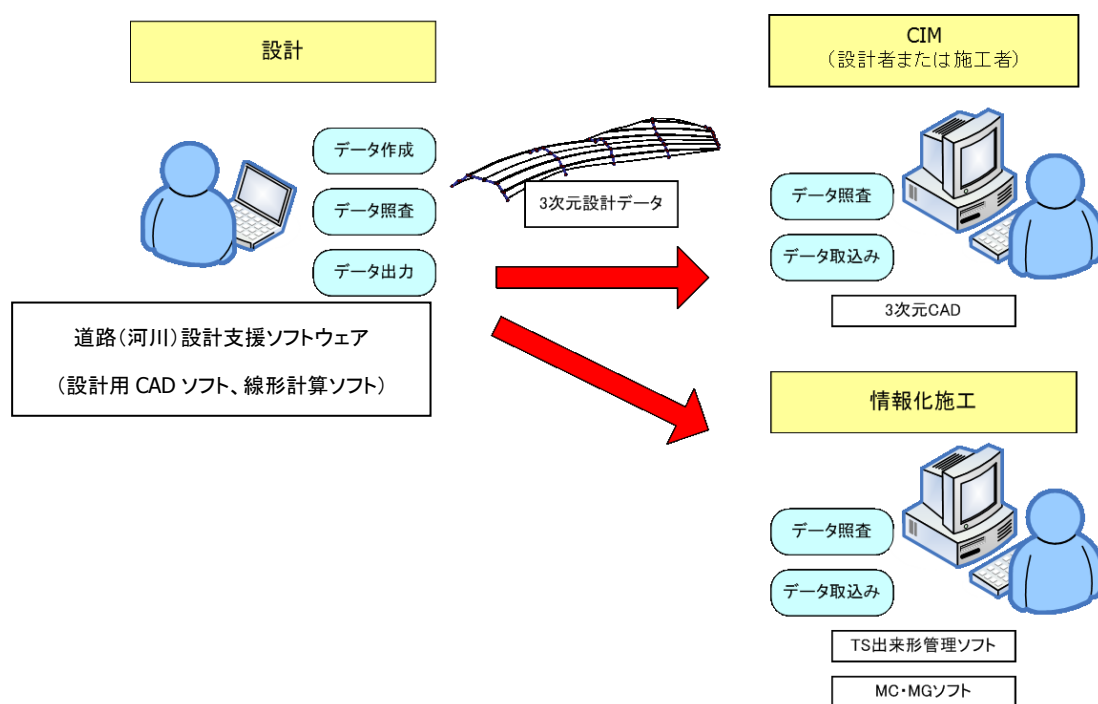 設計
データ作成
データ照査
データ出力
道路(河川)設計支援ソフトウェア
(設計用 CAD ソフト、線形計算ソフト)
3次元設計データ
CIM
(設計者または施工者)
データ照査
データ取込み
3次元CAD
情報化施工
データ照査
データ取込み
TS出来形管理ソフト
MC・MGソフト